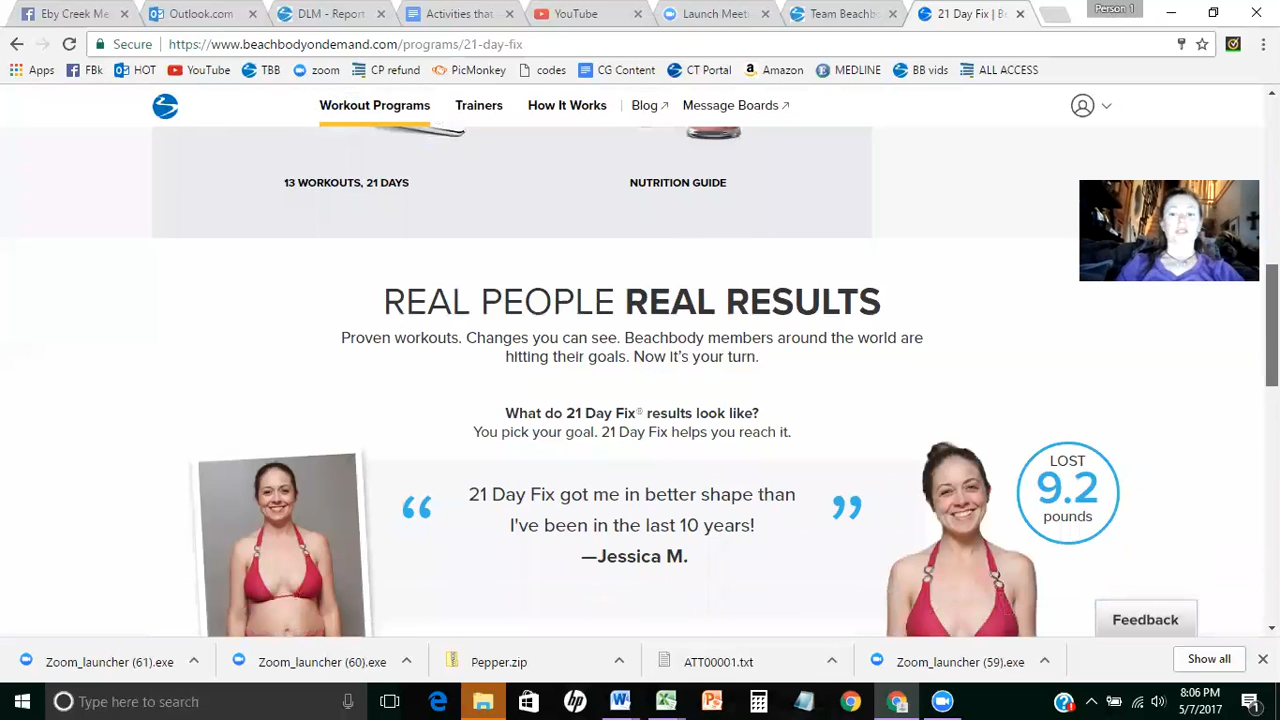 Eby Creek Me
Outlook.com
DLM - Report
Activities that
YouTube
Launch Meeti
Team Beachb
21 Day Fix | B
Person 1
Secure
https://www.beachbodyondemand.com/programs/21-day-fix
Apps
FBk
HOT
YouTube
TBB
zoom
CP refund
PicMonkey
codes
CG Content
CT Portal
Amazon
MEDLINE
BB vids
ALL ACCESS
Workout Programs
Trainers
How It Works
Blog
Message Boards
13 WORKOUTS, 21 DAYS
NUTRITION GUIDE
REAL PEOPLE REAL RESULTS
Proven workouts. Changes you can see. Beachbody members around the world are
hitting their goals. Now it's your turn.
What do 21 Day Fix® results look like?
You pick your goal. 21 Day Fix helps you reach it.
“ 21 Day Fix got me in better shape than
I've been in the last 10 years! ”
—Jessica M.
LOST
9.2
pounds
Feedback
Zoom_launcher (61).exe
Zoom_launcher (60).exe
Pepper.zip
ATT00001.txt
Zoom_launcher (59).exe
Show all
Type here to search
8:06 PM
5/7/2017